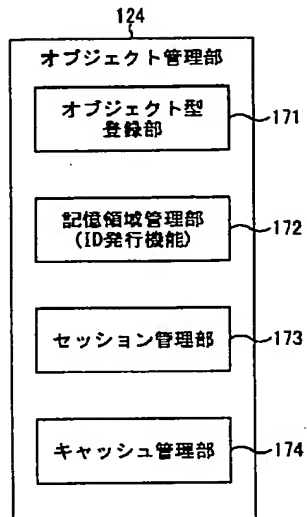 124
オブジェクト管理部
オブジェクト型
登録部
171
記憶領域管理部
(ID発行機能)
172
セッション管理部
173
キャッシュ管理部
174